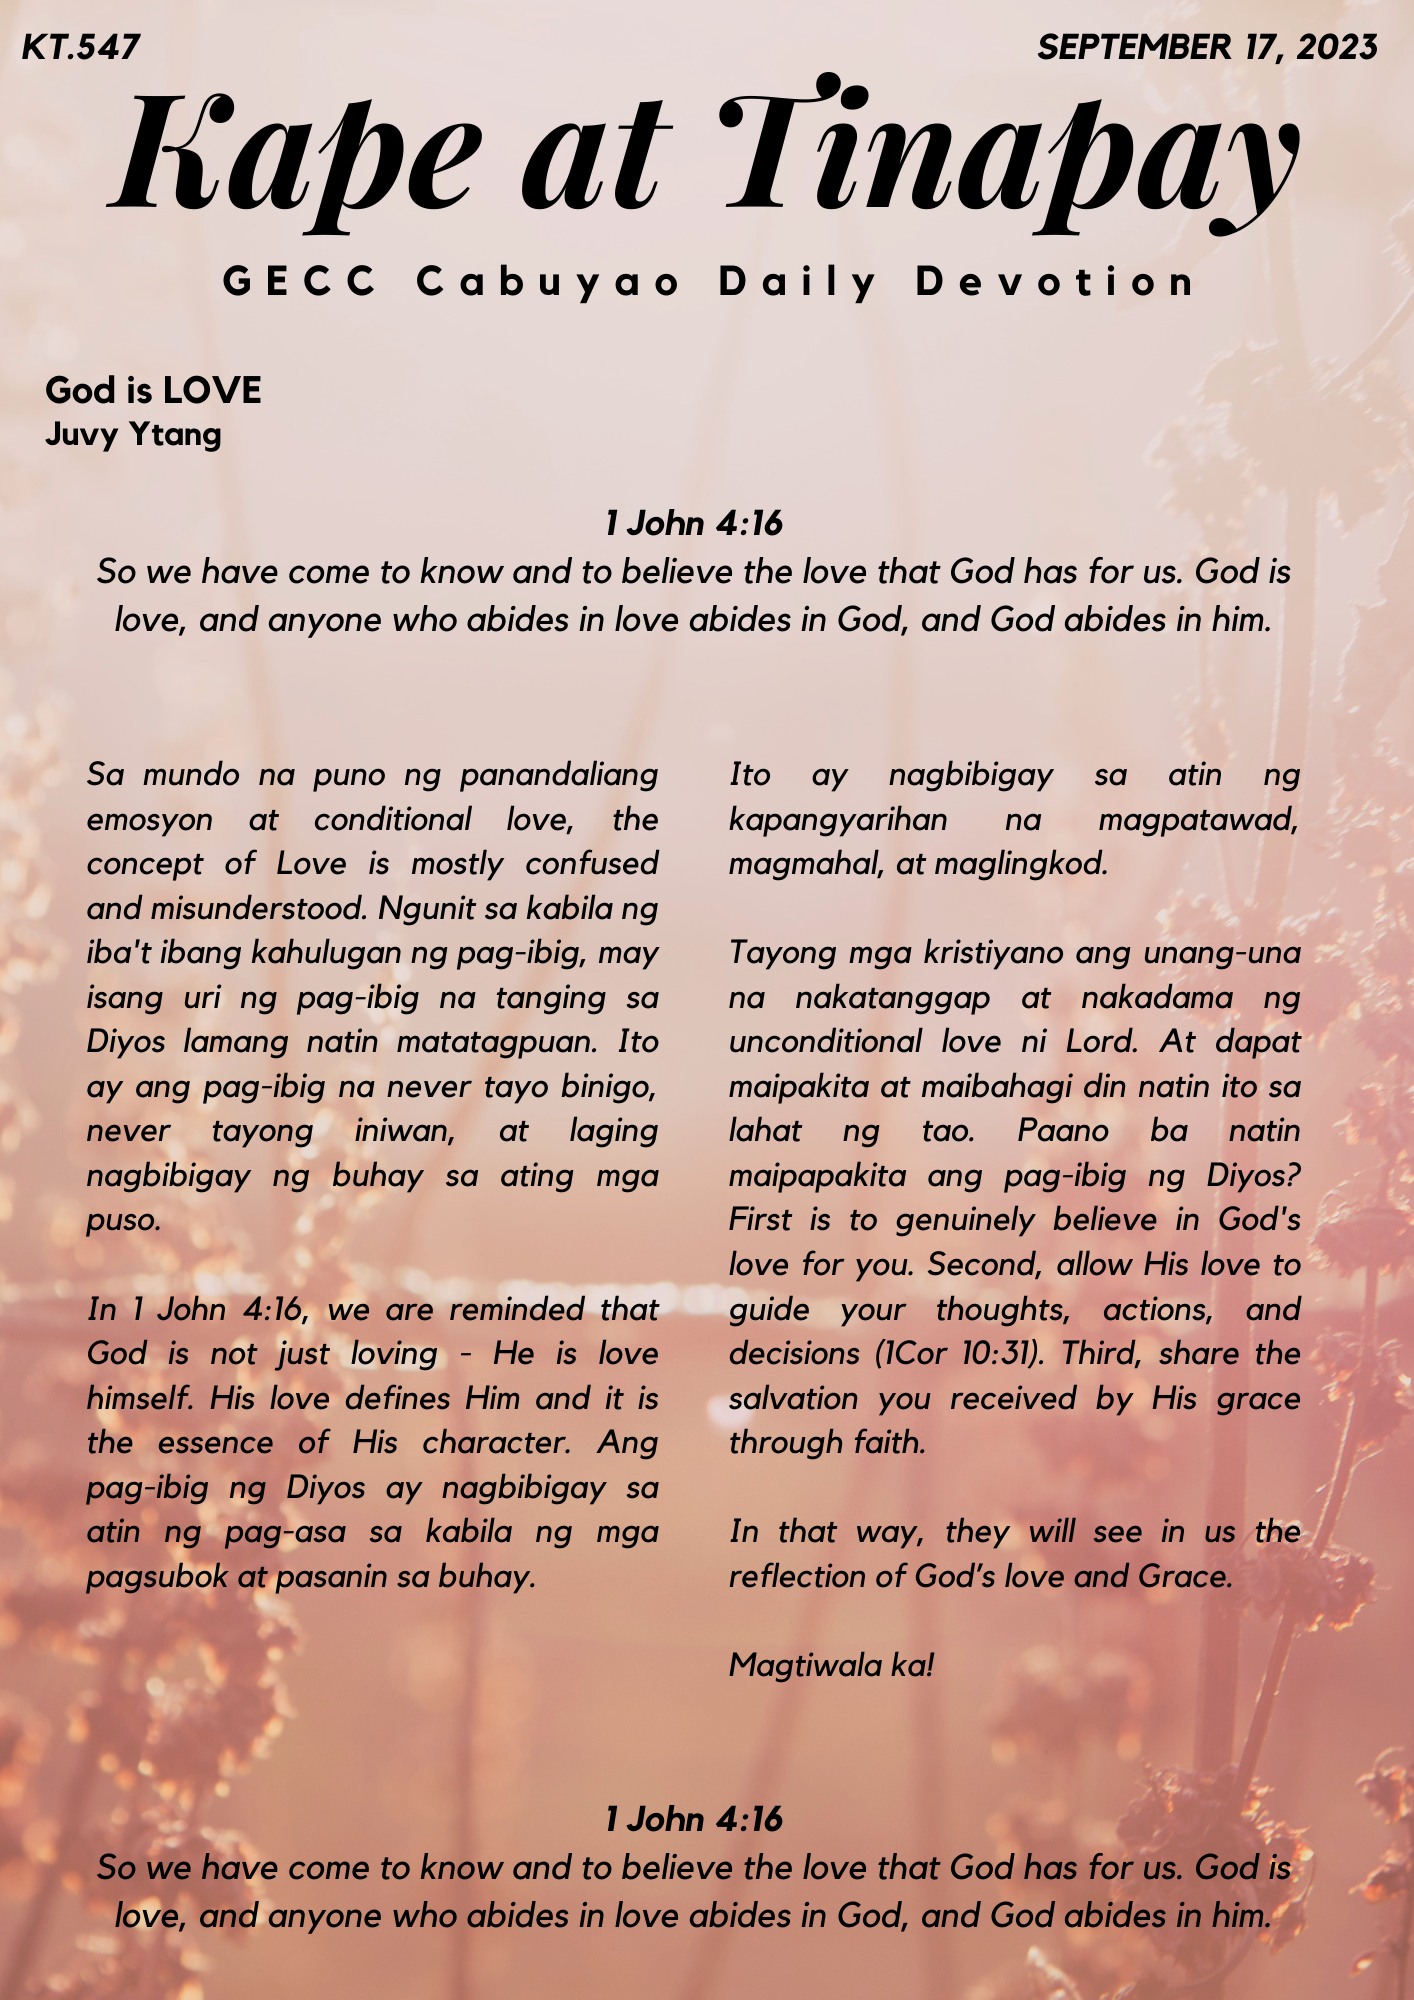 KT.547
SEPTEMBER 17, 2023
Kape at Tinapay
GECC Cabuyao Daily Devotion
God is LOVE
Juvy Ytang
1 John 4:16
So we have come to know and to believe the love that God has for us. God is
love, and anyone who abides in love abides in God, and God abides in him.
Sa mundo na puno ng panandaliang
emosyon at conditional love, the
concept of Love is mostly confused
and misunderstood. Ngunit sa kabila ng
iba't ibang kahulugan ng pag-ibig, may
isang uri ng pag-ibig na tanging sa
Diyos lamang natin matatagpuan. Ito
ay ang pag-ibig na never tayo binigo,
never tayong iniwan, at laging
nagbibigay ng buhay sa ating mga
puso.
In 1 John 4:16, we are reminded that
God is not just loving - He is love
himself. His love defines Him and it is
the essence of His character. Ang
pag-ibig ng Diyos ay nagbibigay sa
atin ng pag-asa sa kabila ng mga
pagsubok at pasanin sa buhay.
Ito ay nagbibigay sa atin ng
kapangyarihan na magpatawad,
magmahal, at maglingkod.
Tayong mga kristiyano ang unang-una
na nakatanggap at nakadama ng
unconditional love ni Lord. At dapat
maipakita at maibahagi din natin ito sa
lahat ng tao. Paano ba natin
maipapakita ang pag-ibig ng Diyos?
First is to genuinely believe in God's
love for you. Second, allow His love to
guide your thoughts, actions, and
decisions (1Cor 10:31). Third, share the
salvation you received by His grace
through faith.
In that way, they will see in us the
reflection of God’s love and Grace.
Magtiwala ka!
1 John 4:16
So we have come to know and to believe the love that God has for us. God is
love, and anyone who abides in love abides in God, and God abides in him.